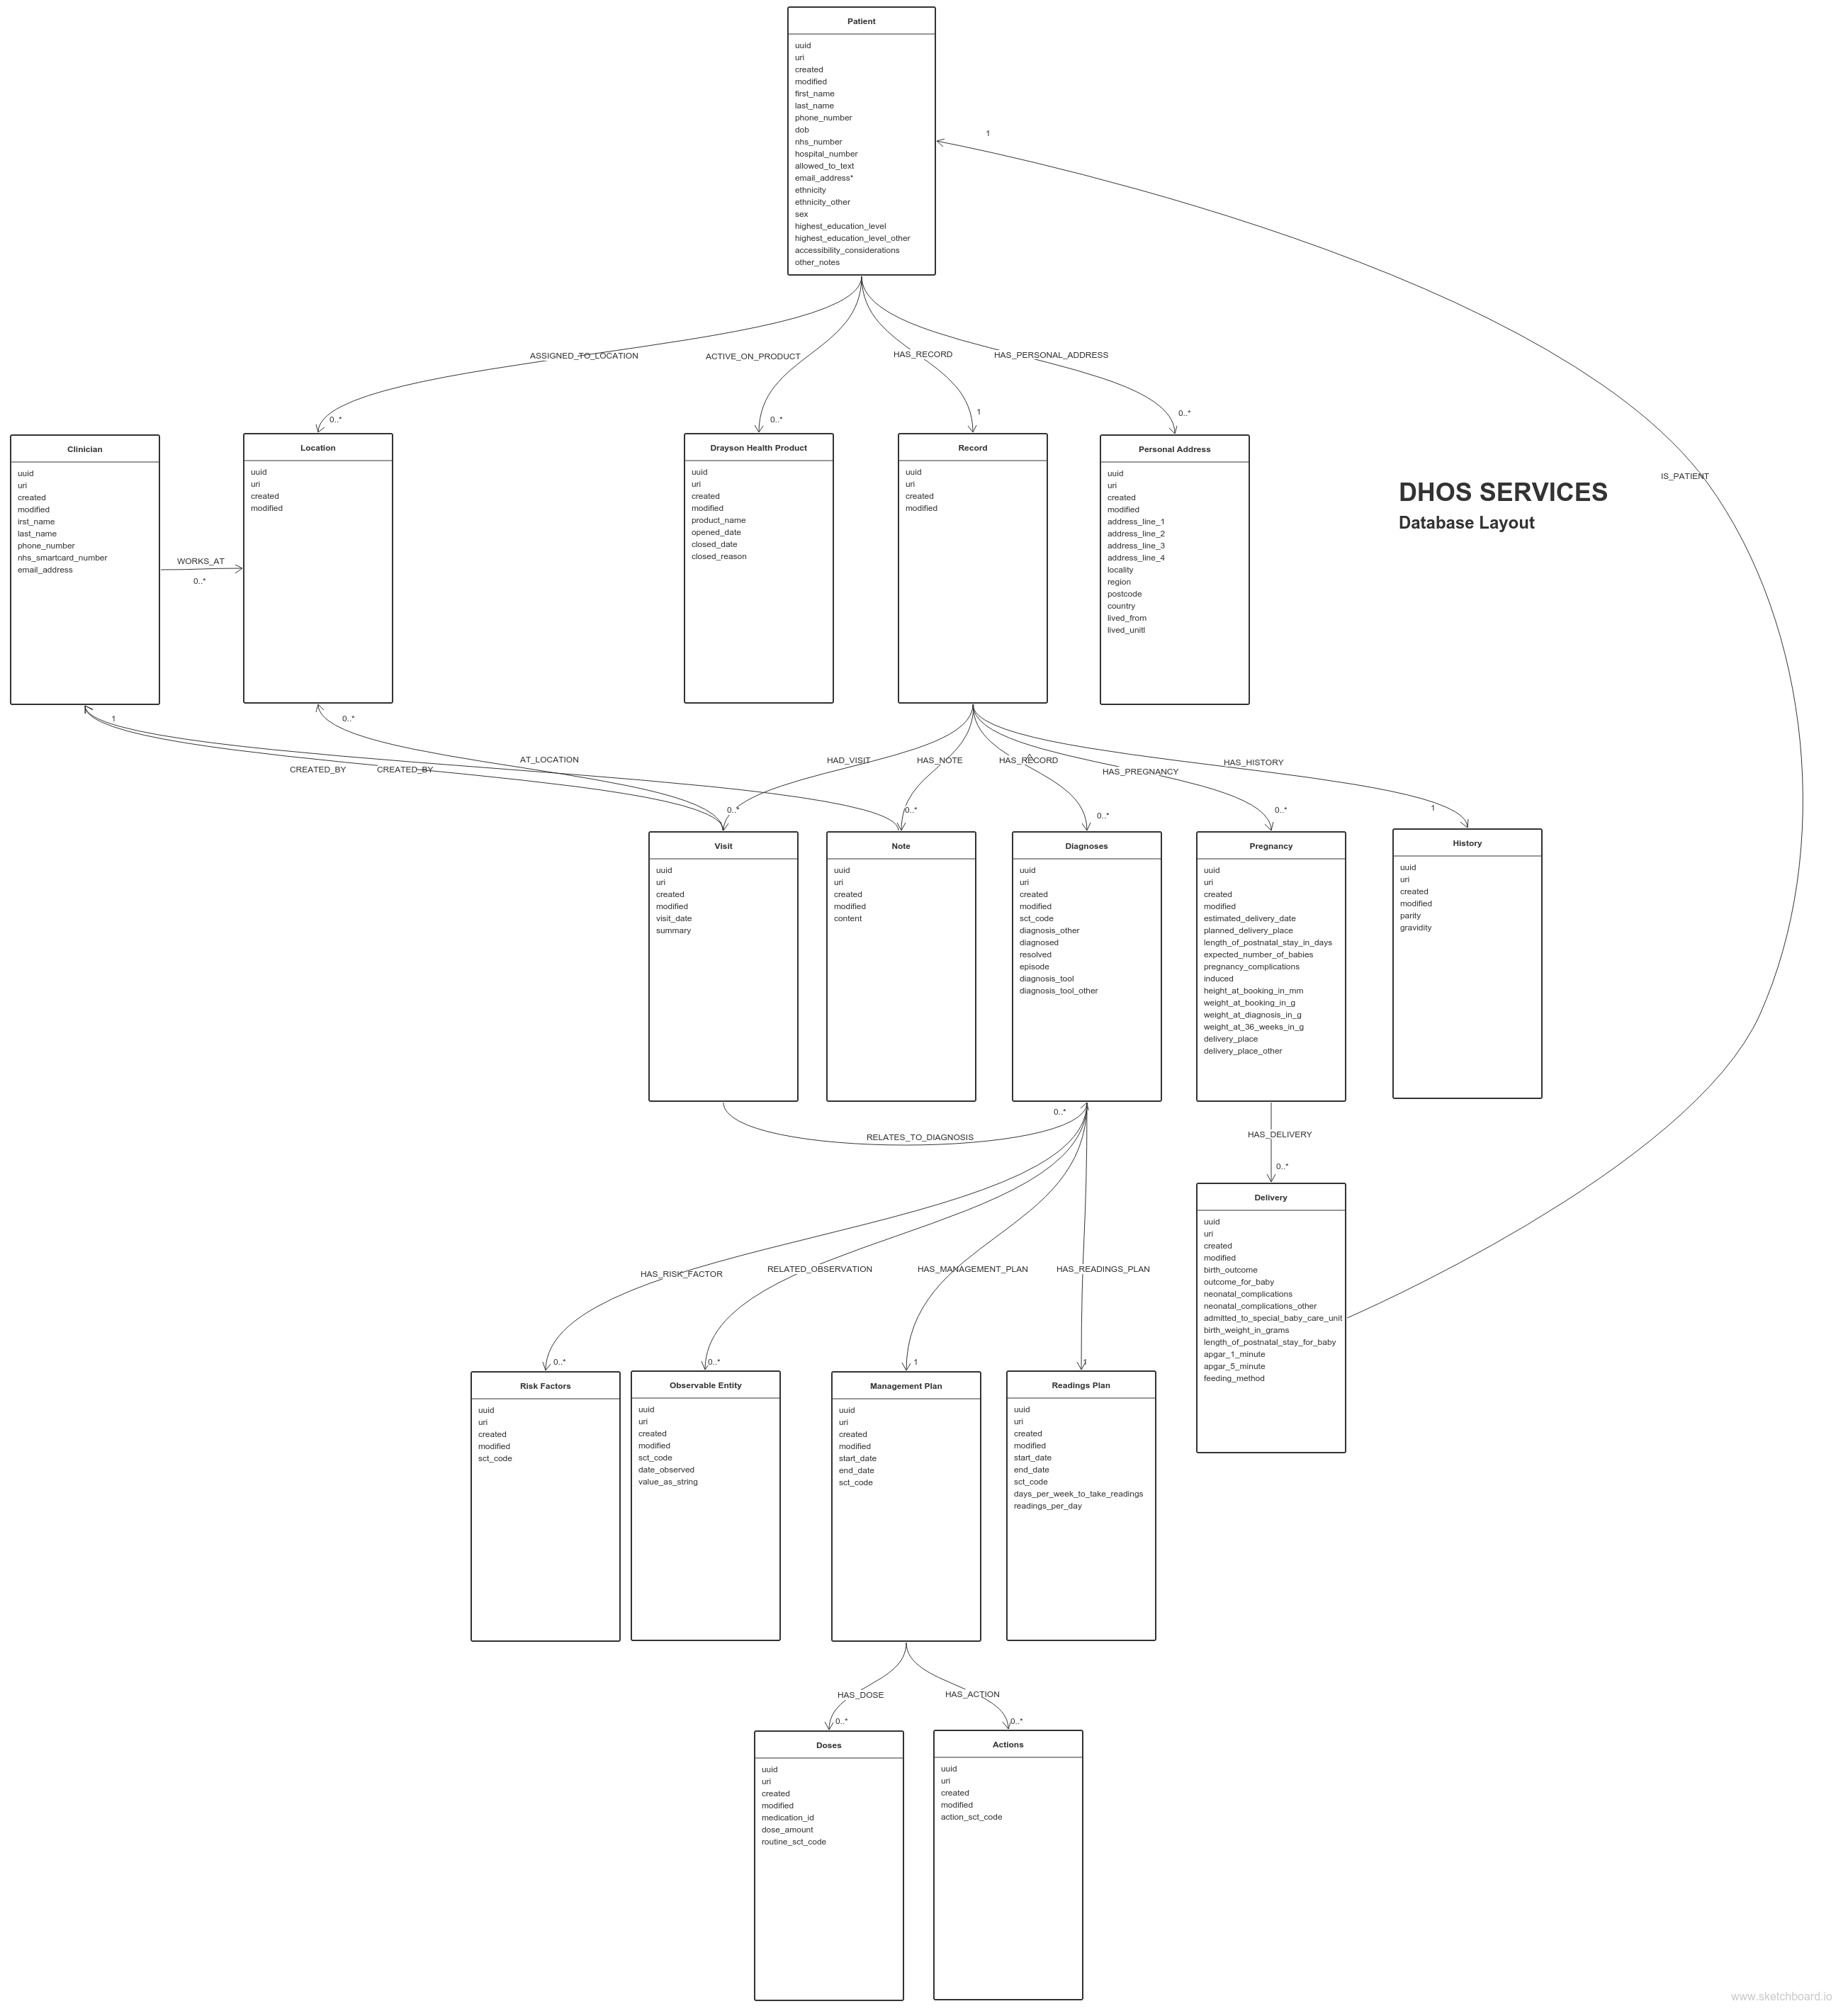 Patient
uuid
uri
created
modified
first_name
last_name
phone_number
dob
nhs_number
hospital_number
allowed_to_text
email_address*
ethnicity
ethnicity_other
sex
highest_education_level
highest_education_level_other
accessibility_considerations
other_notes
1
ASSIGNED_TO_LOCATION
ACTIVE_ON_PRODUCT
HAS_RECORD
HAS_PERSONAL_ADDRESS
0..*
0..*
1
0..*
Clinician
uuid
uri
created
modified
irst_name
last_name
phone_number
nhs_smartcard_number
email_address
WORKS_AT
0..*
Location
uuid
uri
created
modified
Drayson Health Product
uuid
uri
created
modified
product_name
opened_date
closed_date
closed_reason
Record
uuid
uri
created
modified
Personal Address
uuid
uri
created
modified
address_line_1
address_line_2
address_line_3
address_line_4
locality
region
postcode
country
lived_from
lived_unitl
IS_PATIENT
DHOS SERVICES
Database Layout
1
0..*
CREATED_BY
CREATED_BY
AT_LOCATION
HAD_VISIT
HAS_NOTE
HAS_RECORD
HAS_PREGNANCY
HAS_HISTORY
0..*
0..*
0..*
0..*
1
Visit
uuid
uri
created
modified
visit_date
summary
Note
uuid
uri
created
modified
content
Diagnoses
uuid
uri
created
modified
sct_code
diagnosis_other
diagnosed
resolved
episode
diagnosis_tool
diagnosis_tool_other
Pregnancy
uuid
uri
created
modified
estimated_delivery_date
planned_delivery_place
length_of_postnatal_stay_in_days
expected_number_of_babies
pregnancy_complications
induced
height_at_booking_in_mm
weight_at_booking_in_g
weight_at_diagnosis_in_g
weight_at_36_weeks_in_g
delivery_place
delivery_place_other
History
uuid
uri
created
modified
parity
gravidity
0..*
RELATES_TO_DIAGNOSIS
HAS_DELIVERY
0..*
Delivery
uuid
uri
created
modified
birth_outcome
outcome_for_baby
neonatal_complications
neonatal_complications_other
admitted_to_special_baby_care_unit
birth_weight_in_grams
length_of_postnatal_stay_for_baby
apgar_1_minute
apgar_5_minute
feeding_method
HAS_RISK_FACTOR
RELATED_OBSERVATION
HAS_MANAGEMENT_PLAN
HAS_READINGS_PLAN
0..*
0..*
1
1
Risk Factors
uuid
uri
created
modified
sct_code
Observable Entity
uuid
uri
created
modified
sct_code
date_observed
value_as_string
Management Plan
uuid
uri
created
modified
start_date
end_date
sct_code
Readings Plan
uuid
uri
created
modified
start_date
end_date
sct_code
days_per_week_to_take_readings
readings_per_day
HAS_DOSE
HAS_ACTION
0..*
0..*
Doses
uuid
uri
created
modified
medication_id
dose_amount
routine_sct_code
Actions
uuid
uri
created
modified
action_sct_code
www.sketchboard.io